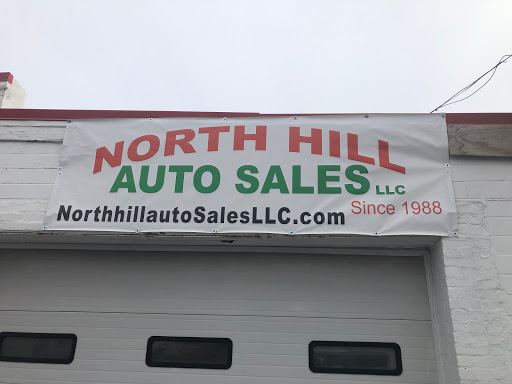 NORTH HILL
AUTO SALES LLC
NorthhillautoSalesLLC.com
Since 1988